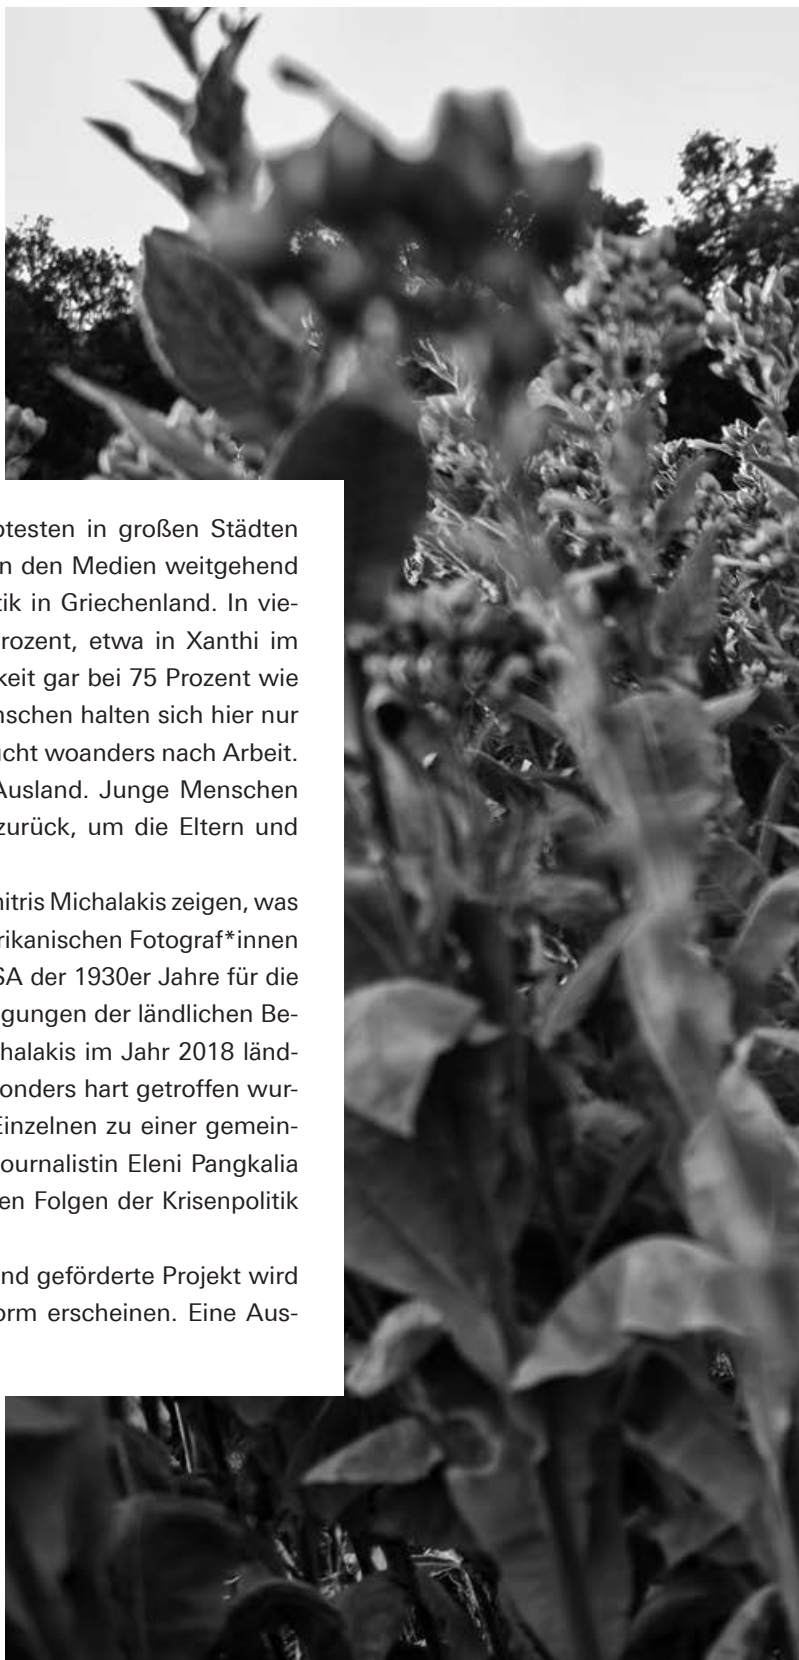 otesten in großen Städten
n den Medien weitgehend
tik in Griechenland. In vie-
rozent, etwa in Xanthi im
keit gar bei 75 Prozent wie
nschen halten sich hier nur
icht woanders nach Arbeit.
Ausland. Junge Menschen
zurück, um die Eltern und
nitris Michalakis zeigen, was
rikanischen Fotograf*innen
SA der 1930er Jahre für die
gungen der ländlichen Be-
halakis im Jahr 2018 länd-
onders hart getroffen wur-
Einzelnen zu einer gemein-
ournalistin Eleni Pangkalia
en Folgen der Krisenpolitik
nd geförderte Projekt wird
orm erscheinen. Eine Aus-